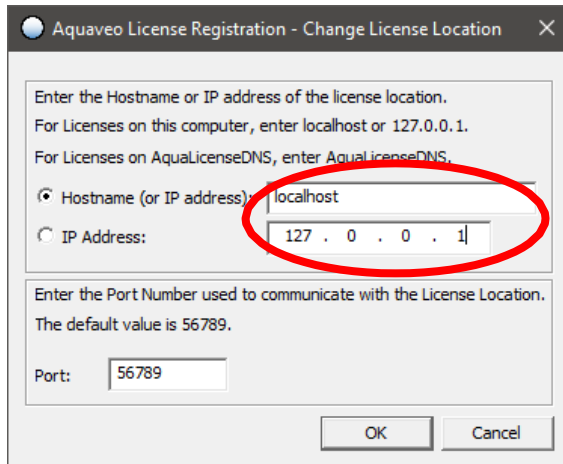 Aquaveo License Registration - Change License Location
Enter the Hostname or IP address of the license location.
For Licenses on this computer, enter localhost or 127.0.0.1.
For Licenses on AquaLicenseDNS, enter AquaLicenseDNS.
Hostname (or IP address): localhost
IP Address: 127 . 0 . 0 . 1
Enter the Port Number used to communicate with the License Location.
The default value is 56789.
Port: 56789
OK Cancel